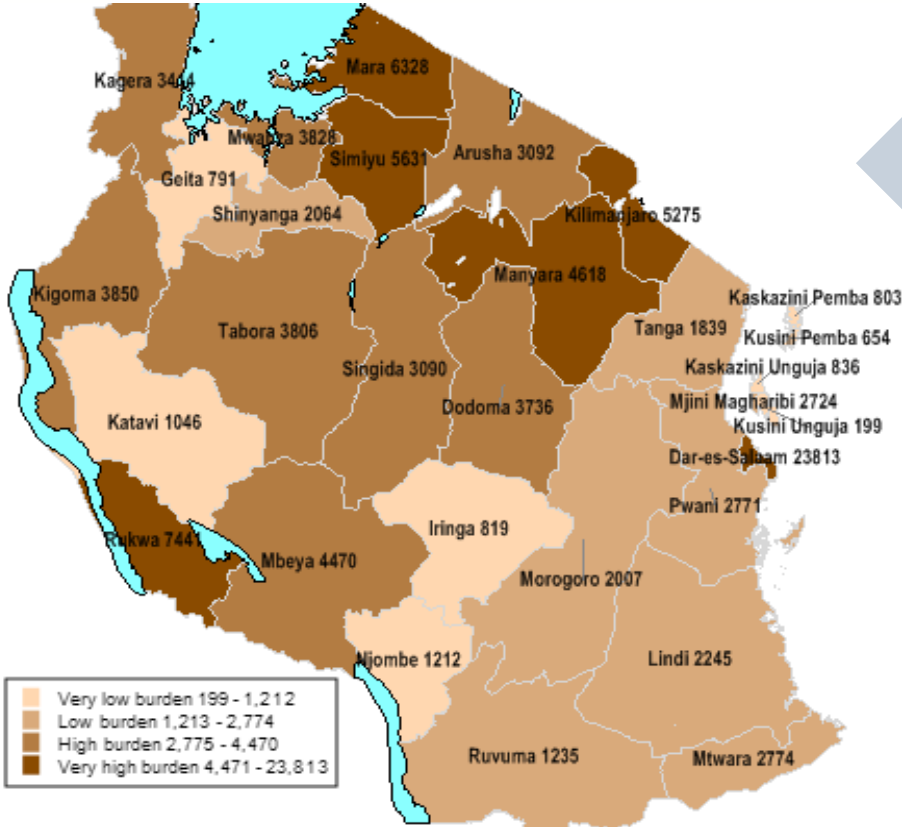 Mara 6328
Kagera 3444
Mwanza 3828
Arusha 3092
Simiyu 5631
Geita 791
Shinyanga 2064
Kilimanjaro 5275
Manyara 4618
Kigoma 3850
Kaskazini Pemba 803
Tabora 3806
Tanga 1839
Kusini Pemba 654
Singida 3090
Kaskazini Unguja 836
Dodoma 3736
Mjini Magharibi 2724
Katavi 1046
Kusini Unguja 199
Dar-es-Salaam 23813
Pwani 2771
Iringa 819
Rukwa 7441
Mbeya 4470
Morogoro 2007
Njombe 1212
Lindi 2245
Ruvuma 1235
Mtwara 2774
Very low burden 199 - 1,212
Low burden 1,213 - 2,774
High burden 2,775 - 4,470
Very high burden 4,471 - 23,813